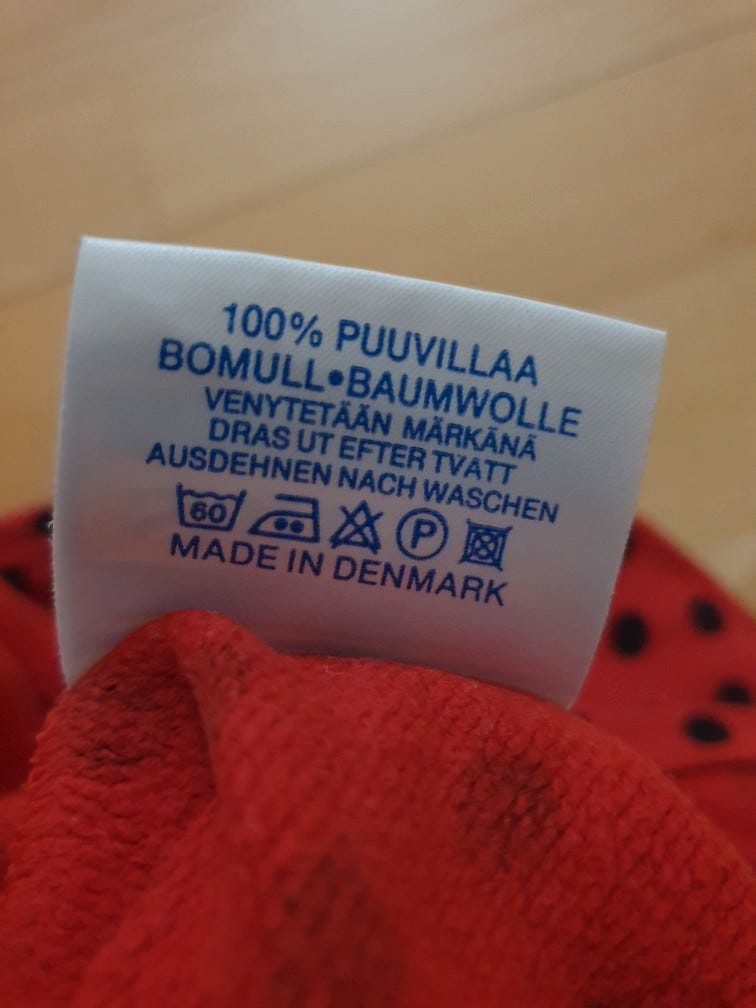 100% PUUVILLAA
BOMULL•BAUMWOLLE
VENYTETÄÄN MÄRKÄNÄ
DRAS UT EFTER TVATT
AUSDEHNEN NACH WASCHEN
60 P
MADE IN DENMARK